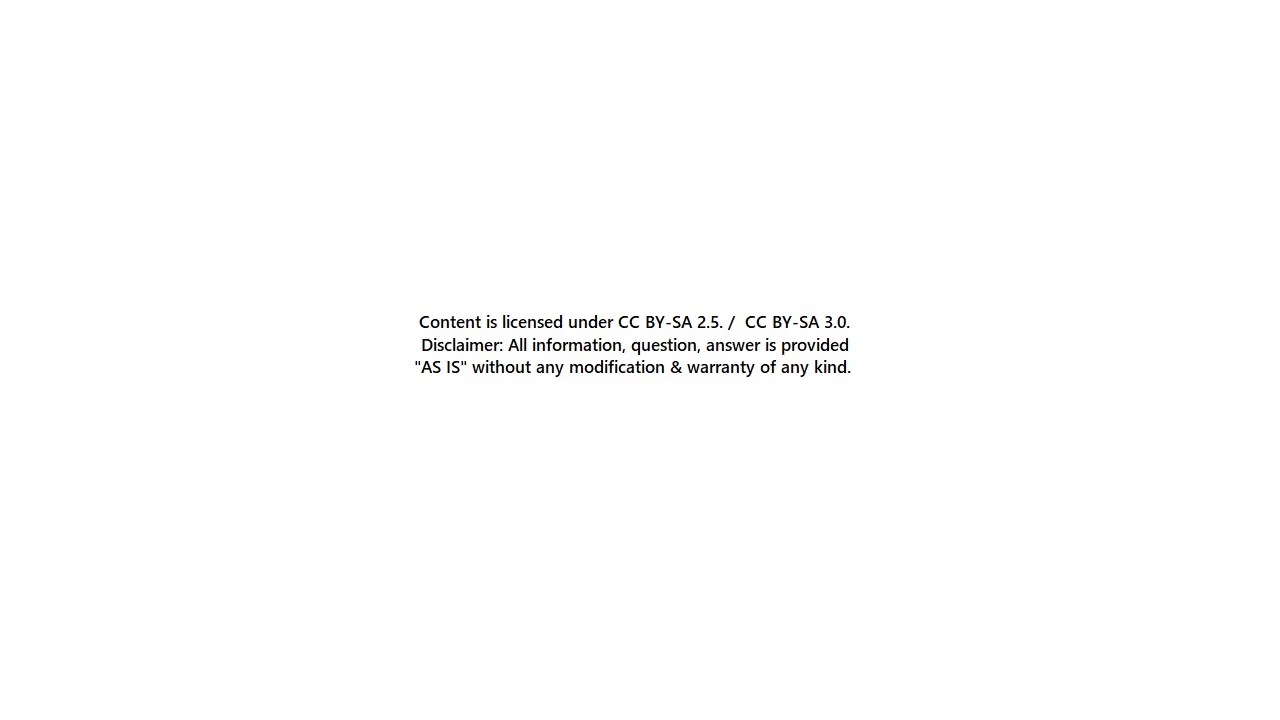 Content is licensed under CC BY-SA 2.5. /  CC BY-SA 3.0.
Disclaimer: All information, question, answer is provided
"AS IS" without any modification & warranty of any kind.